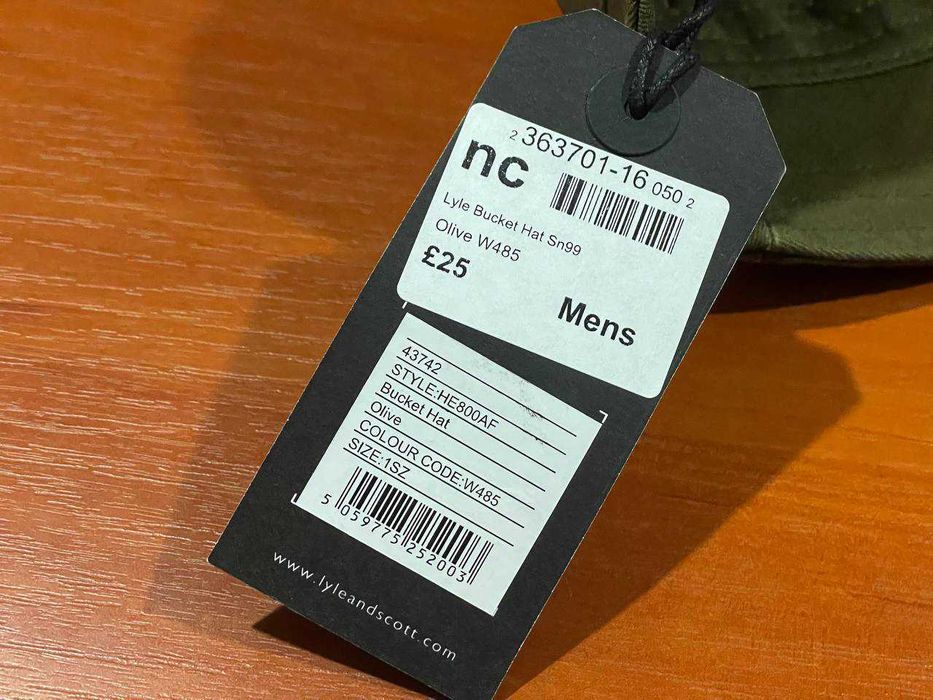 2 363701-16 050 2
nc
Lyle Bucket Hat Sn99
Olive W485
£25
Mens
43742
STYLE:HE800AF
Bucket Hat
Olive
COLOUR CODE:W485
SIZE:1SZ
5 059775 252003
www.lyleandscott.com